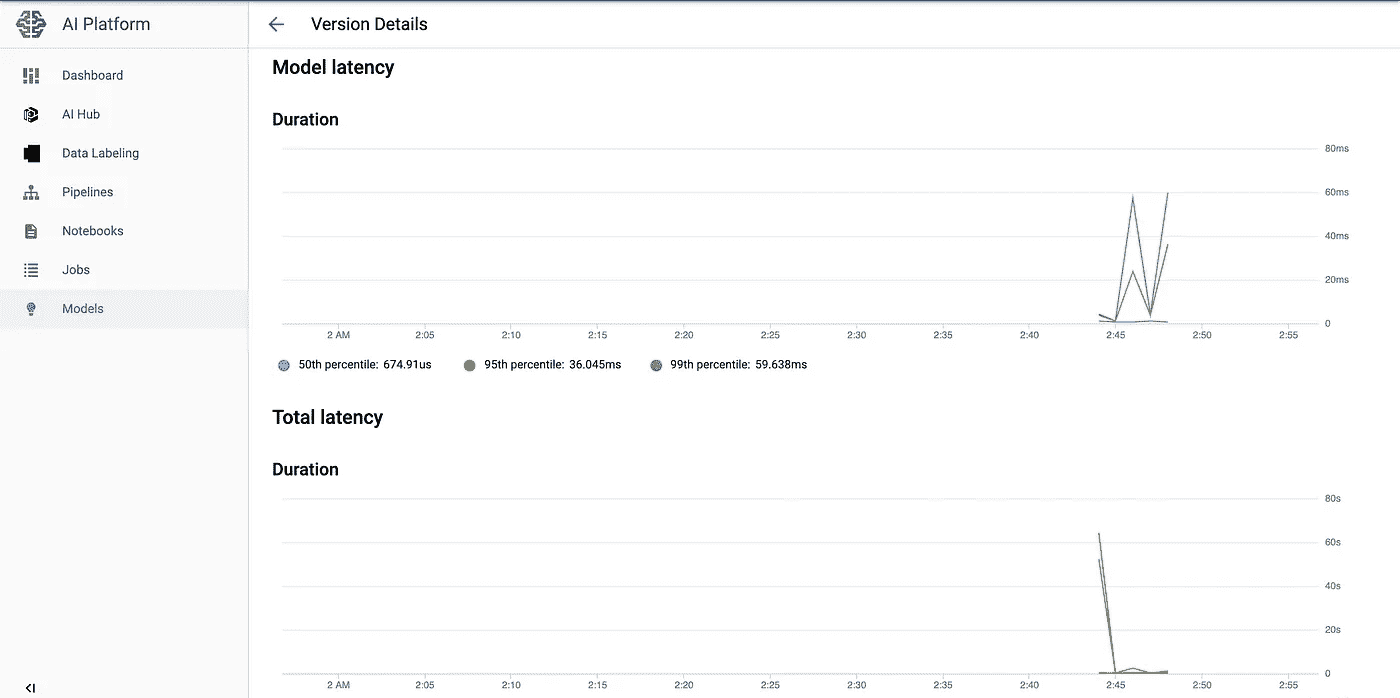 AI Platform
Version Details
Dashboard
AI Hub
Data Labeling
Pipelines
Notebooks
Jobs
Models
Model latency
Duration
80ms
60ms
40ms
20ms
0
2 AM 2:05 2:10 2:15 2:20 2:25 2:30 2:35 2:40 2:45 2:50 2:55
50th percentile: 674.91us 95th percentile: 36.045ms 99th percentile: 59.638ms
Total latency
Duration
80s
60s
40s
20s
0
2 AM 2:05 2:10 2:15 2:20 2:25 2:30 2:35 2:40 2:45 2:50 2:55